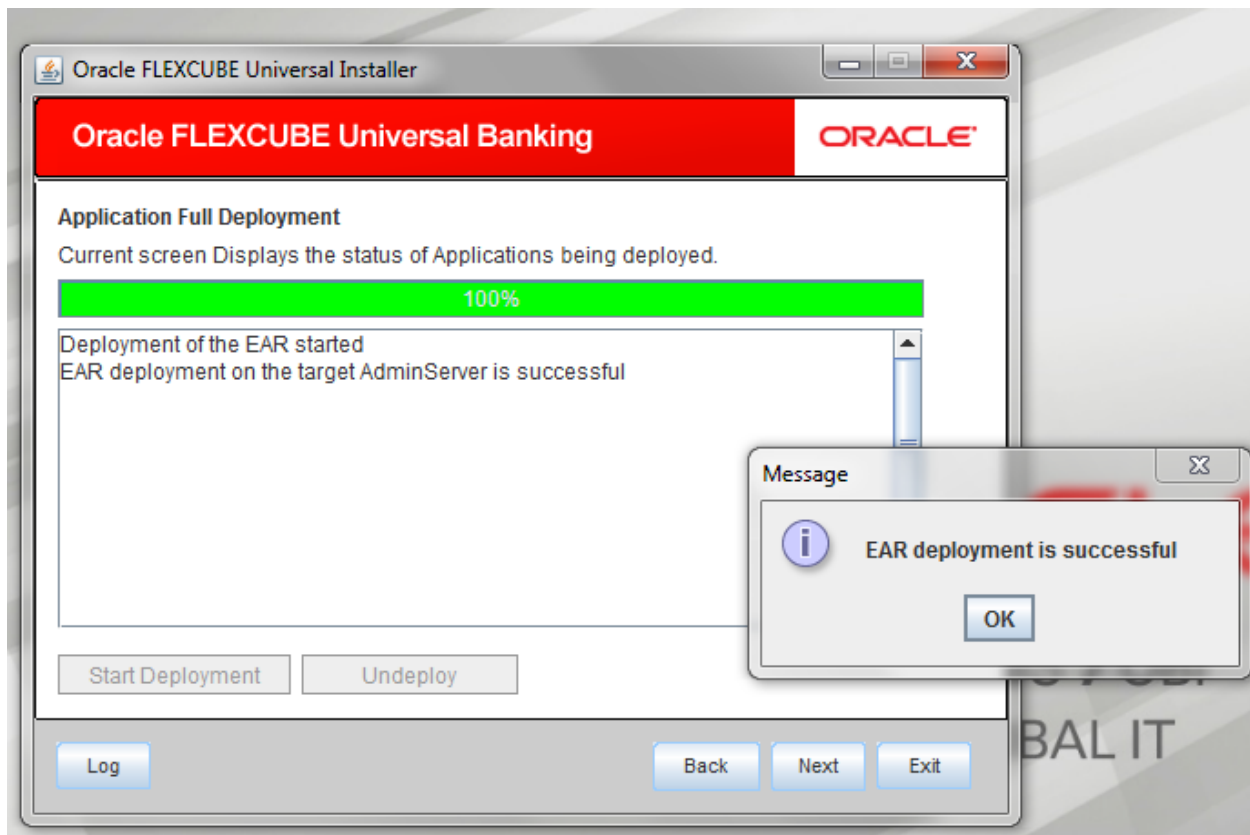 Oracle FLEXCUBE Universal Installer
Oracle FLEXCUBE Universal Banking
ORACLE
Application Full Deployment
Current screen Displays the status of Applications being deployed.
100%
Deployment of the EAR started
EAR deployment on the target AdminServer is successful
Message
EAR deployment is successful
OK
Start Deployment Undeploy
BAL IT
Log Back Next Exit